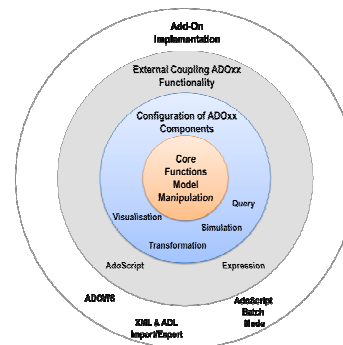 Add-On
Implementation
External Coupling ADOxx
Functionality
Configuration of ADOxx
Components
Core
Functions
Model
Manipulation
Query
Visualisation
Simulation
Transformation
AdoScript
Expression
ADOWS
AdoScript
Batch
Mode
XML & ADL
Import/Export